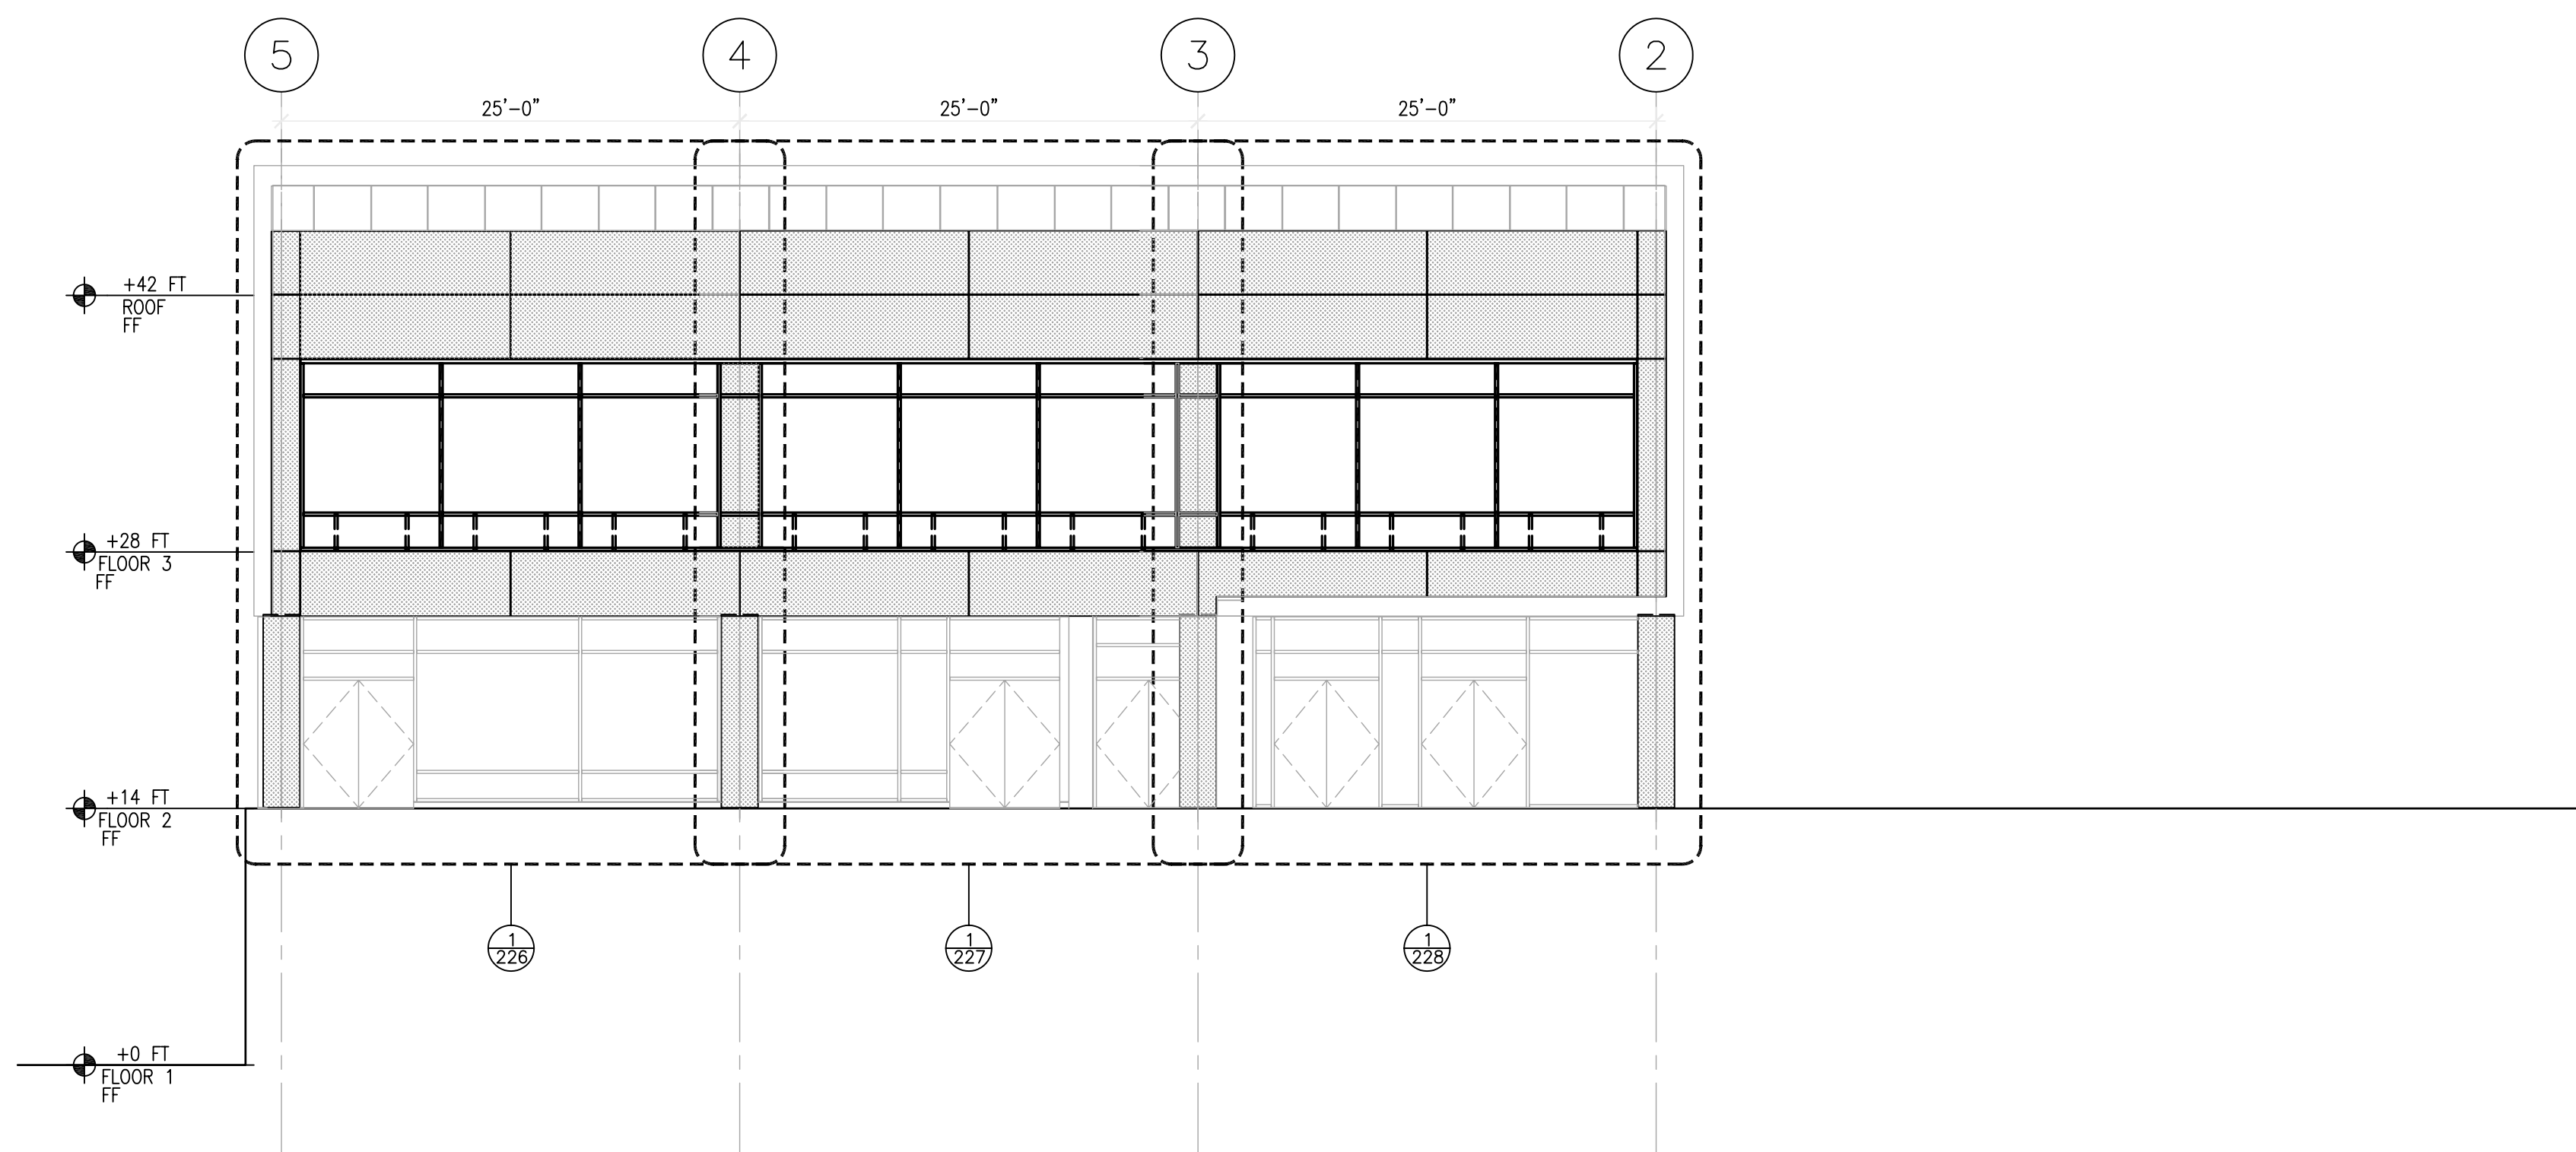 5
4
3
2
25'-0"
25'-0"
25'-0"
+42 FT
ROOF
FF
+28 FT
FLOOR 3
FF
+14 FT
FLOOR 2
FF
1
226
1
227
1
228
+0 FT
FLOOR 1
FF